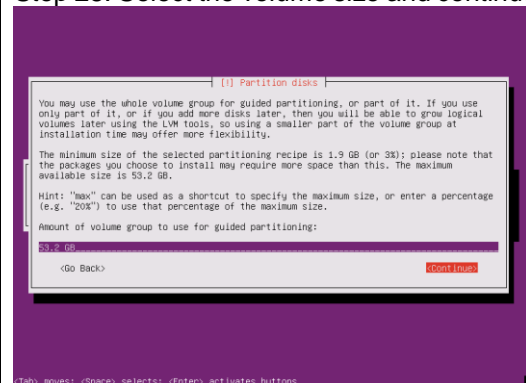 Step 23: Select the volume size and continu
[!] Partition disks
You may use the whole volume group for guided partitioning, or part of it. If you use
only part of it, or if you add more disks later, then you will be able to grow logical
volumes later using the LVM tools, so using a smaller part of the volume group at
installation time may offer more flexibility.
The minimum size of the selected partitioning recipe is 1.9 GB (or 3%); please note that
the packages you choose to install may require more space than this. The maximum
available size is 53.2 GB.
Hint: "max" can be used as a shortcut to specify the maximum size, or enter a percentage
(e.g. "20%") to use that percentage of the maximum size.
Amount of volume group to use for guided partitioning:
53.2 GB
<Go Back> <Continue>
<Tab> moves; <Space> selects; <Enter> activates buttons